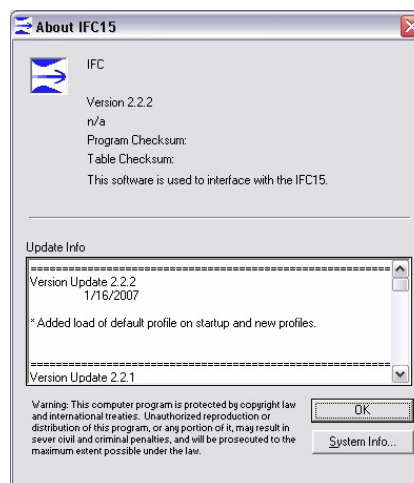 About IFC15
IFC
Version 2.2.2
n/a
Program Checksum:
Table Checksum:
This software is used to interface with the IFC15.
Update Info
==========================================================
Version Update 2.2.2
1/16/2007
* Added load of default profile on startup and new profiles.
==========================================================
Version Update 2.2.1
Warning: This computer program is protected by copyright law
and international treaties. Unauthorized reproduction or
distribution of this program, or any portion of it, may result in
sever civil and criminal penalties, and will be prosecuted to the
maximum extent possible under the law.
OK
System Info...